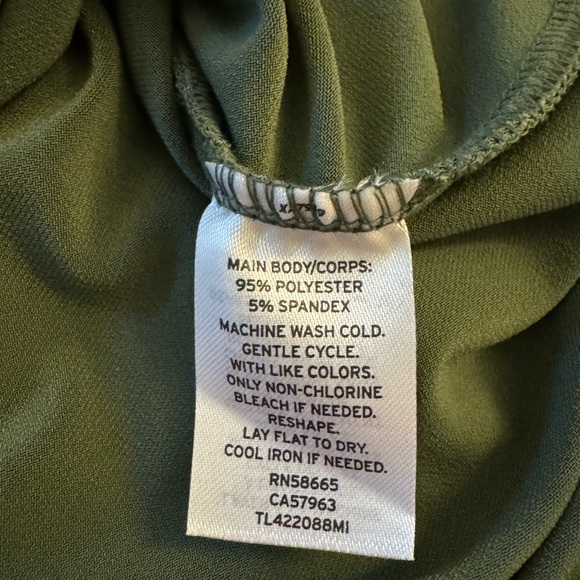 MAIN BODY/CORPS:
95% POLYESTER
5% SPANDEX
MACHINE WASH COLD.
GENTLE CYCLE.
WITH LIKE COLORS.
ONLY NON-CHLORINE
BLEACH IF NEEDED.
RESHAPE.
LAY FLAT TO DRY.
COOL IRON IF NEEDED.
RN58665
CA57963
TL422088MI